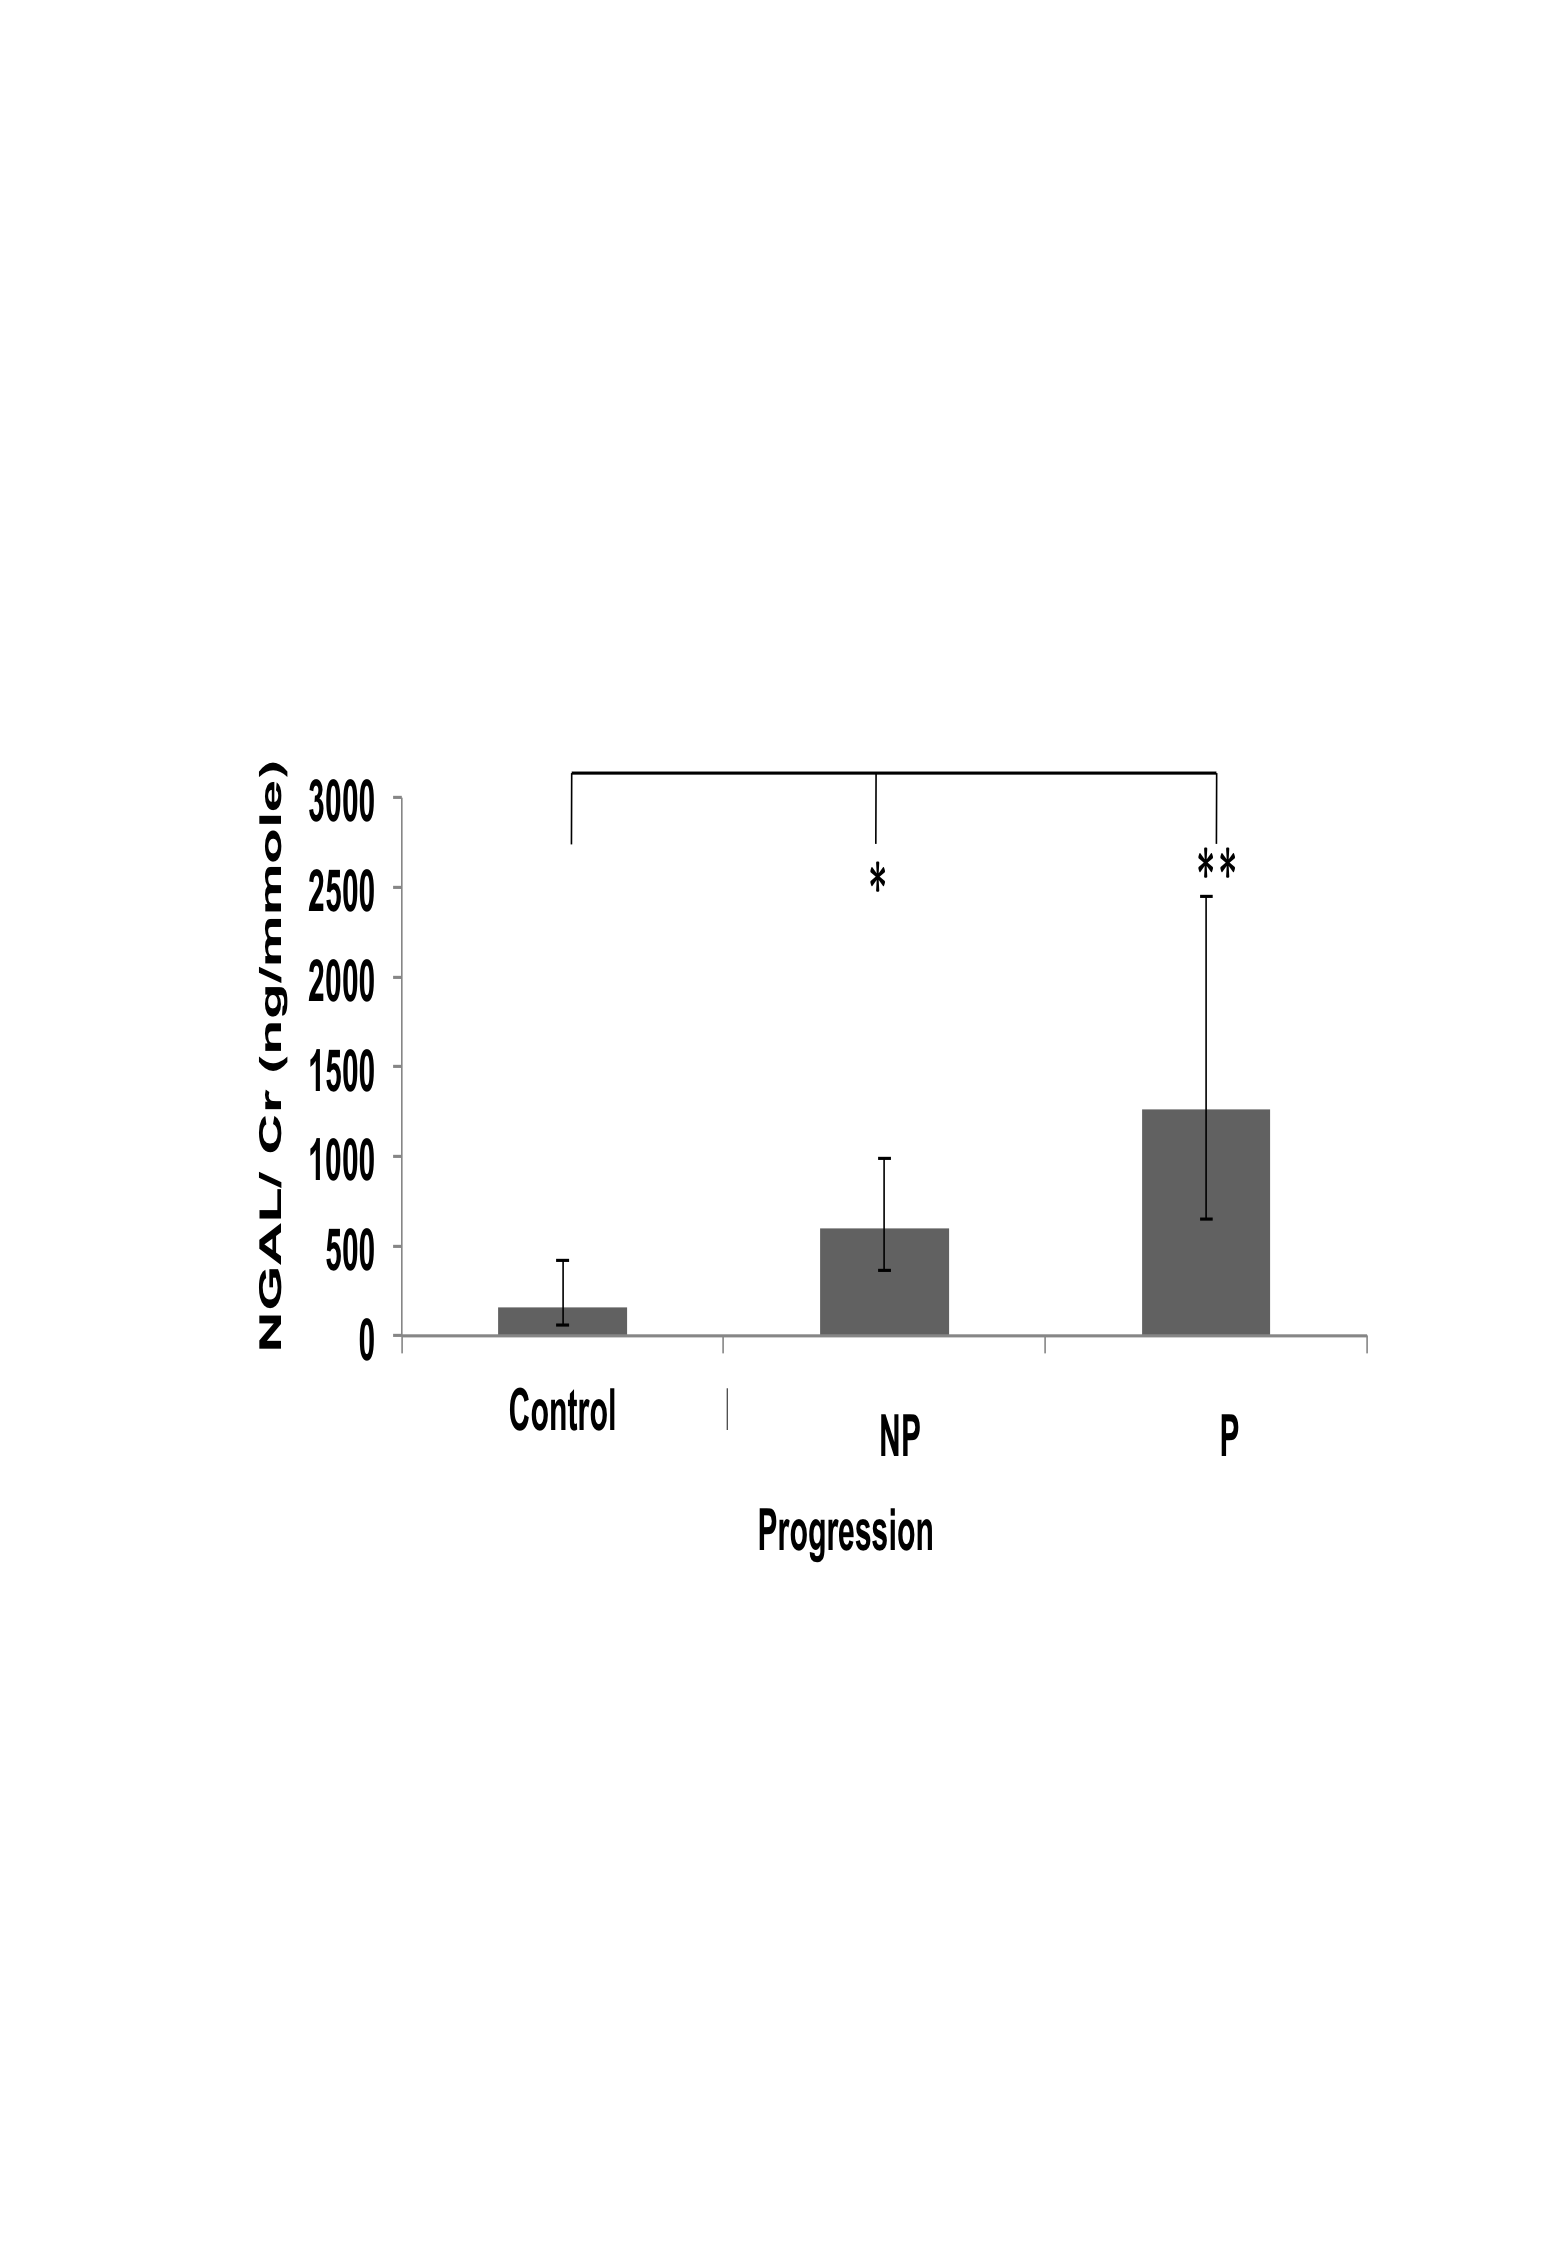 NGAL/ Cr (ng/mmole)
3000
2500
2000
1500
1000
500
0
*
**
Control
NP
P
Progression